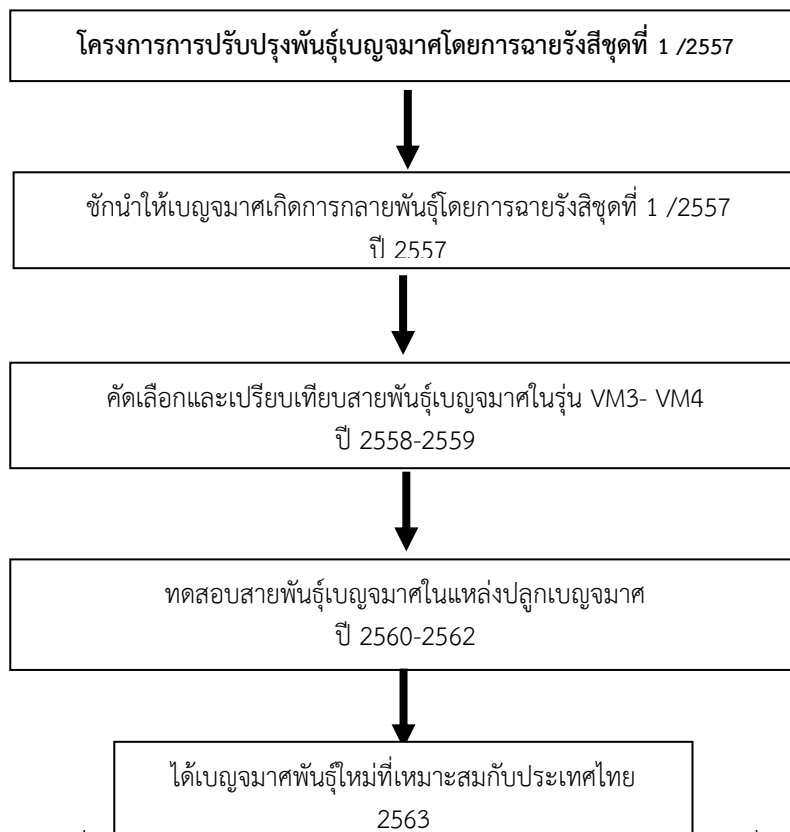 โครงการการปรับปรุงพันธุ์เบญจมาศโดยการฉายรังสีชุดที่ 1 /2557
ชักนำให้เบญจมาศเกิดการกลายพันธุ์โดยการฉายรังสิชุดที่ 1 /2557
ปี 2557
คัดเลือกและเปรียบเทียบสายพันธุ์เบญจมาศในรุ่น VM3- VM4
ปี 2558-2559
ทดสอบสายพันธุ์เบญจมาศในแหล่งปลูกเบญจมาศ
ปี 2560-2562
ได้เบญจมาศพันธุ์ใหม่ที่เหมาะสมกับประเทศไทย
2563